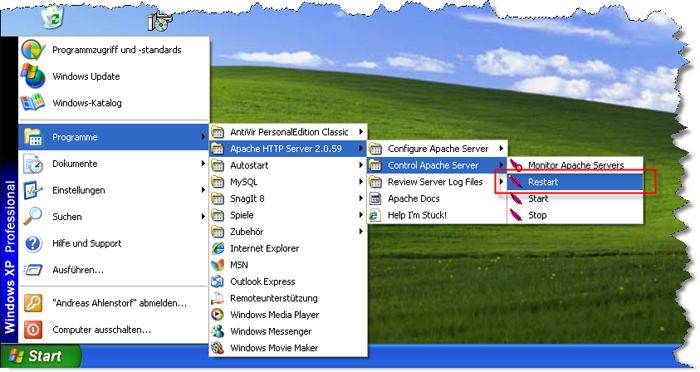 Programmzugriff und -standards
Windows Update
Windows-Katalog
Programme
Dokumente
Einstellungen
Suchen
Hilfe und Support
Ausführen...
"Andreas Ahlenstorf" abmelden...
Computer ausschalten...
Windows XP Professional
Start
AntiVir PersonalEdition Classic
Apache HTTP Server 2.0.59
Autostart
MySQL
SnagIt 8
Spiele
Zubehör
Internet Explorer
MSN
Outlook Express
Remoteunterstützung
Windows Media Player
Windows Messenger
Windows Movie Maker
Configure Apache Server
Control Apache Server
Review Server Log Files
Apache Docs
Help I'm Stuck!
Monitor Apache Servers
Restart
Start
Stop